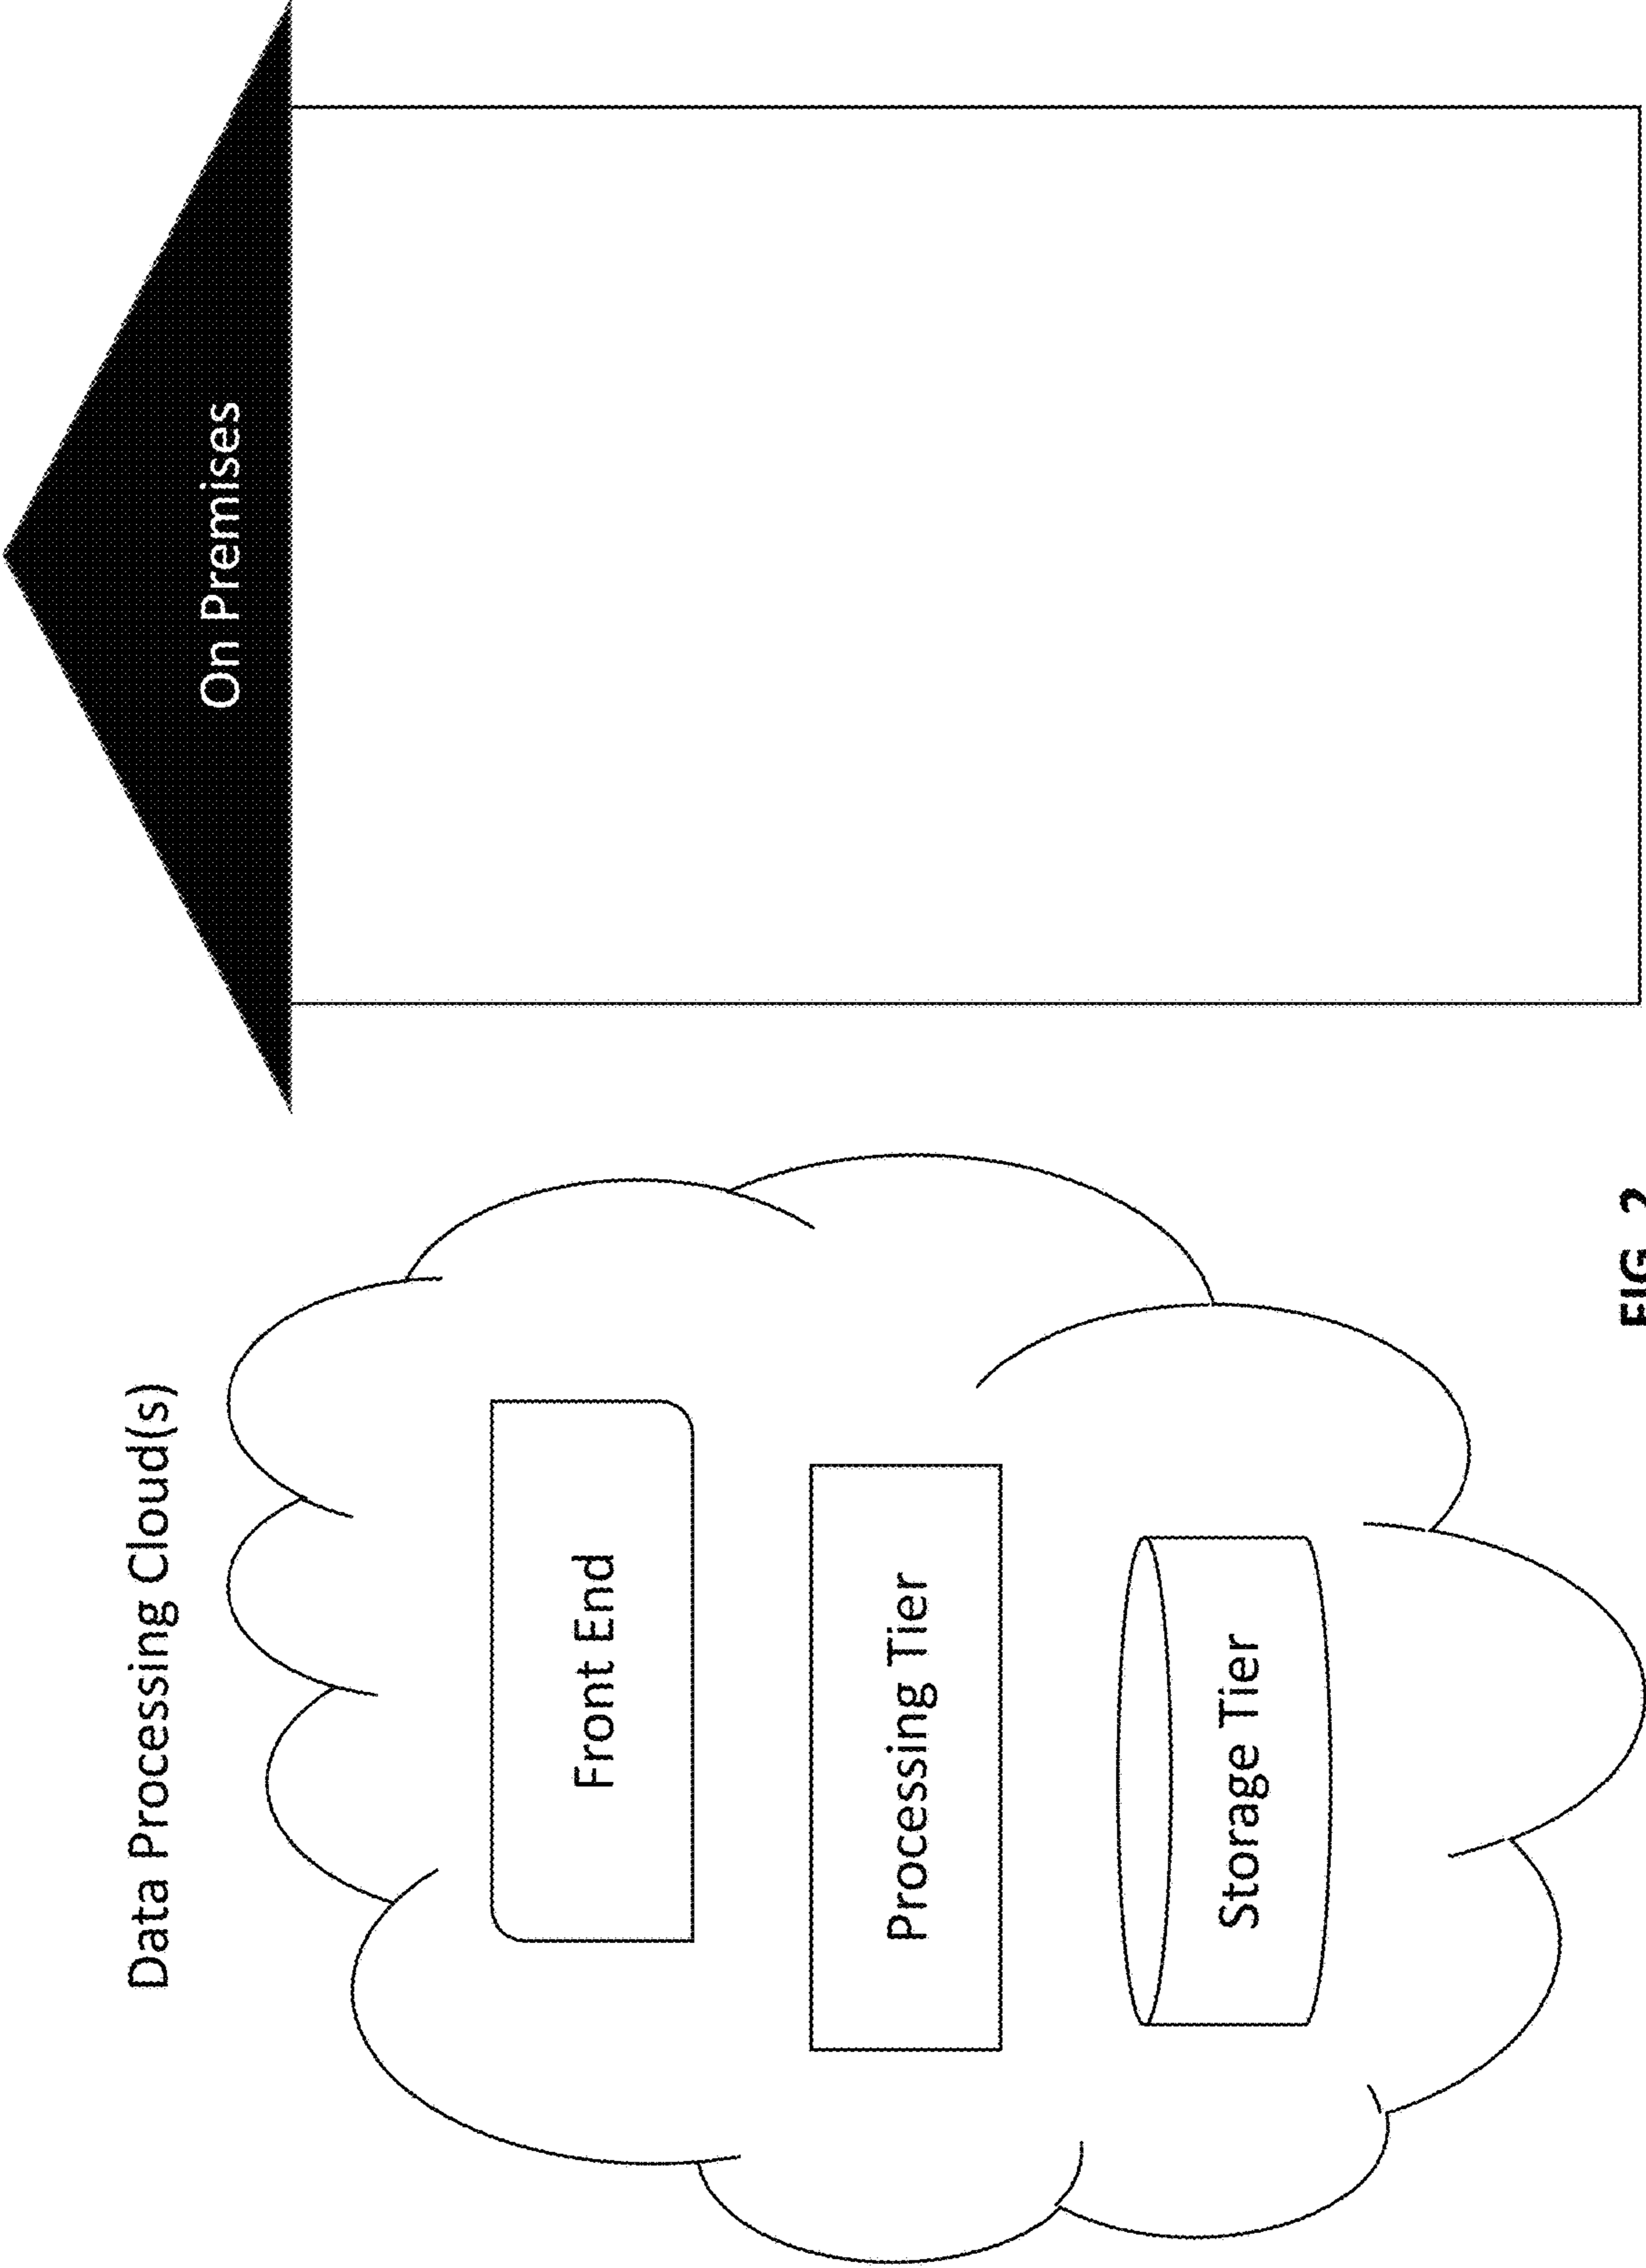 Data Processing Cloud(s)
On Premises
Front End
Processing Tier
Storage Tier
FIG. 2